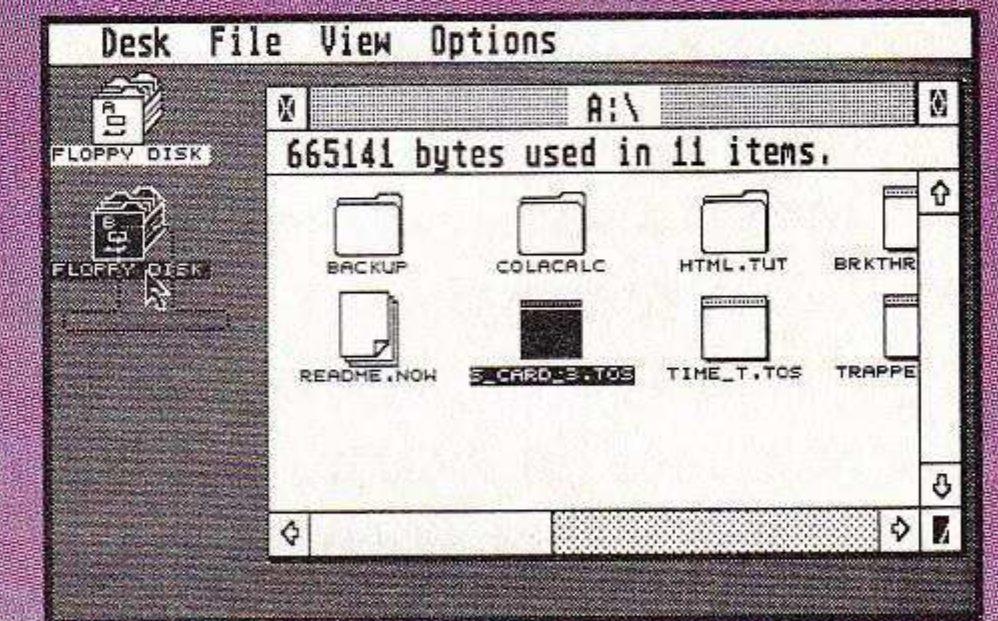 Desk File View Options
A
FLOPPY DISK
B
FLOPPY DISK
A:\
665141 bytes used in 11 items.
BACKUP COLACALC HTML.TUT BRKTHR
README.NOW S_CARD_3.TOS TIME_T.TOS TRAPPE